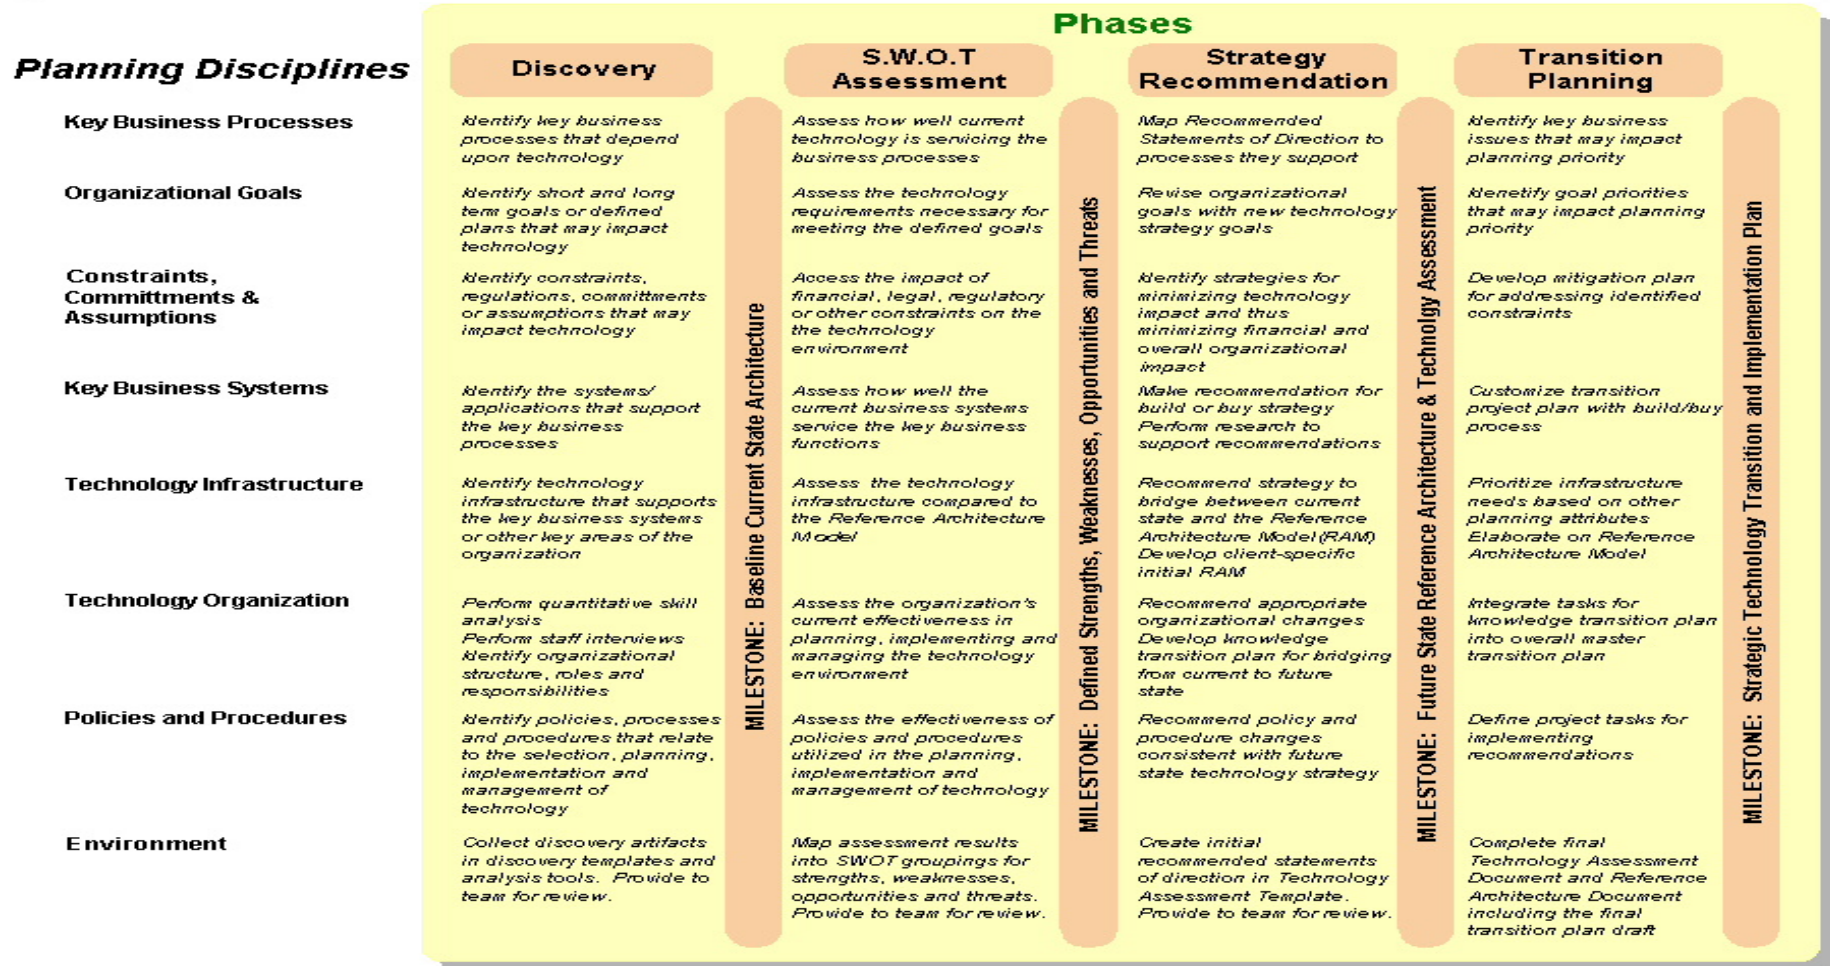 Phases
Planning Disciplines
Discovery
S.W.O.T
Assessment
Strategy
Recommendation
Transition
Planning
Key Business Processes
Identify key business
processes that depend
upon technology
Assess how well current
technology is servicing the
business processes
Map Recommended
Statements of Direction to
processes they support
Identify key business
issues that may impact
planning priority
Organizational Goals
Identify short and long
term goals or defined
plans that may impact
technology
Assess the technology
requirements necessary for
meeting the defined goals
Revise organizational
goals with new technology
strategy goals
Idenetify goal priorities
that may impact planning
priority
Constraints,
Committments &
Assumptions
Identify constraints,
regulations, committments
or assumptions that may
impact technology
Access the impact of
financial, legal, regulatory
or other constraints on the
the technology
environment
Identify strategies for
minimizing technology
impact and thus
minimizing financial and
overall organizational
impact
Develop mitigation plan
for addressing identified
constraints
Key Business Systems
Identify the systems/
applications that support
the key business
processes
Assess how well the
current business systems
service the key business
functions
Make recommendation for
build or buy strategy
Perform research to
support recommendations
Customize transition
project plan with build/buy
process
Technology Infrastructure
Identify technology
infrastructure that supports
the key business systems
or other key areas of the
organization
Assess the technology
infrastructure compared to
the Reference Architecture
Model
Recommend strategy to
bridge between current
state and the Reference
Architecture Model (RAM)
Develop client-specific
initial RAM
Prioritize infrastructure
needs based on other
planning attributes
Elaborate on Reference
Architecture Model
Technology Organization
Perform quantitative skill
analysis
Perform staff interviews
Identify organizational
structure, roles and
responsibilities
Assess the organization's
current effectiveness in
planning, implementing and
managing the technology
environment
Recommend appropriate
organizational changes
Develop knowledge
transition plan for bridging
from current to future
state
Integrate tasks for
knowledge transition plan
into overall master
transition plan
Policies and Procedures
Identify policies, processes
and procedures that relate
to the selection, planning,
implementation and
management of
technology
Assess the effectiveness of
policies and procedures
utilized in the planning,
implementation and
management of technology
Recommend policy and
procedure changes
consistent with future
state technology strategy
Define project tasks for
implementing
recommendations
Environment
Collect discovery artifacts
in discovery templates and
analysis tools. Provide to
team for review.
Map assessment results
into SWOT groupings for
strengths, weaknesses,
opportunities and threats.
Provide to team for review.
Create initial
recommended statements
of direction in Technology
Assessment Template.
Provide to team for review.
Complete final
Technology Assessment
Document and Reference
Architecture Document
including the final
transition plan draft
MILESTONE: Baseline Current State Architecture
MILESTONE: Defined Strengths, Weaknesses, Opportunities and Threats
MILESTONE: Future State Reference Architecture & Technolgy Assessment
MILESTONE: Strategic Technology Transition and Implementation Plan